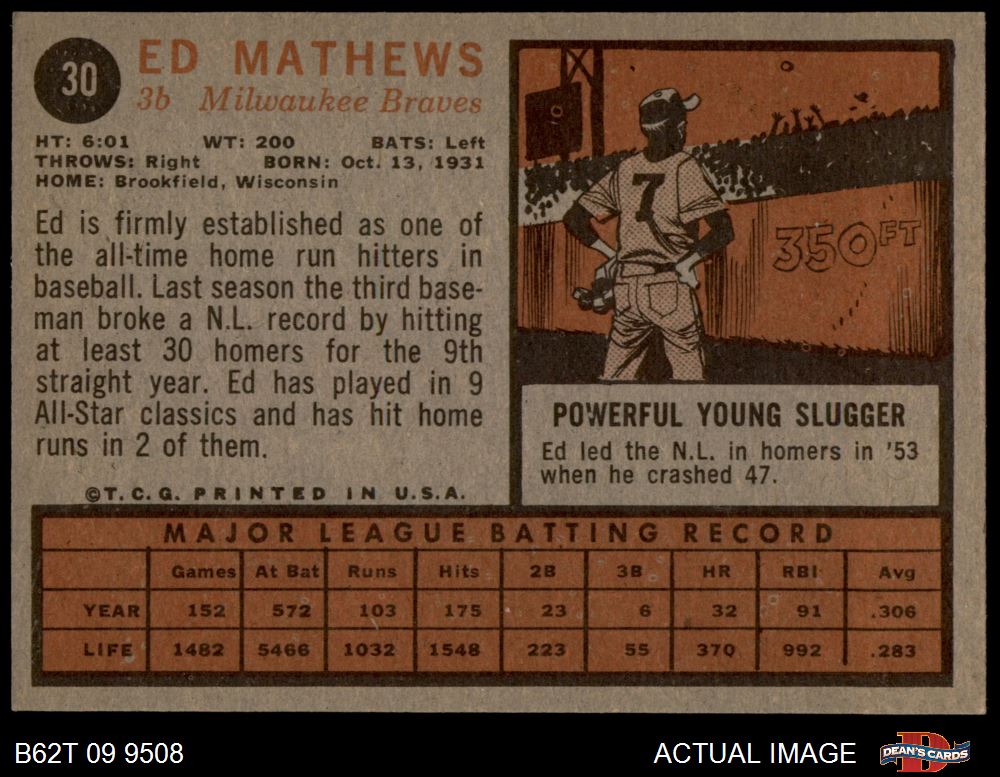 30
ED MATHEWS
3b Milwaukee Braves
HT: 6:01 WT: 200 BATS: Left
THROWS: Right BORN: Oct. 13, 1931
HOME: Brookfield, Wisconsin
Ed is firmly established as one of
the all-time home run hitters in
baseball. Last season the third base-
man broke a N.L. record by hitting
at least 30 homers for the 9th
straight year. Ed has played in 9
All-Star classics and has hit home
runs in 2 of them.
©T.C.G. PRINTED IN U.S.A.
7
350 FT
POWERFUL YOUNG SLUGGER
Ed led the N.L. in homers in '53
when he crashed 47.
MAJOR LEAGUE BATTING RECORD
Games At Bat Runs Hits 2B 3B HR RBI Avg
YEAR 152 572 103 175 23 6 32 91 .306
LIFE 1482 5466 1032 1548 223 55 370 992 .283
B62T 09 9508 ACTUAL IMAGE
D
DEAN'S CARDS